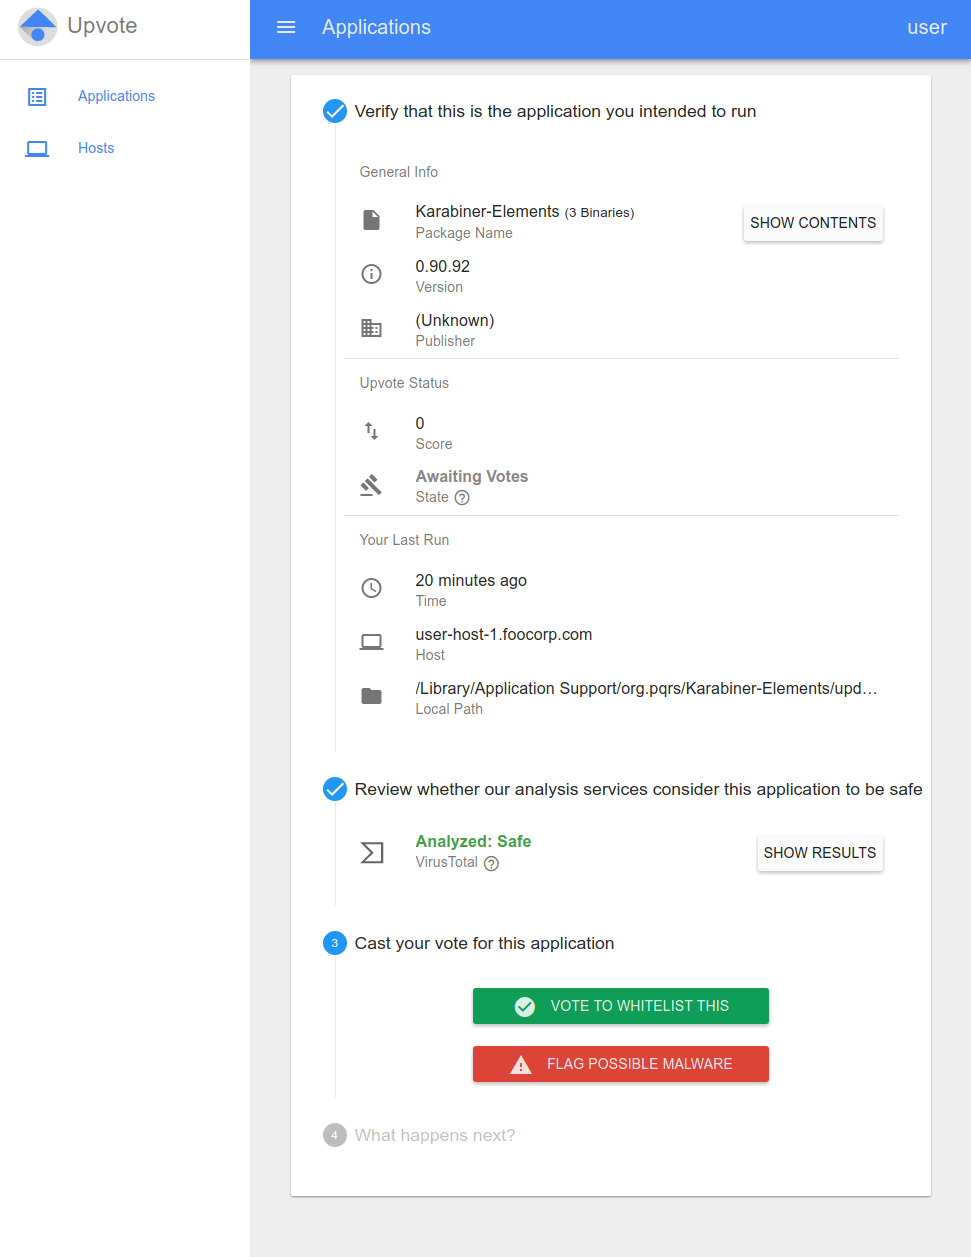 Upvote
Applications
user
Applications
Hosts
Verify that this is the application you intended to run
General Info
Karabiner-Elements (3 Binaries)
Package Name
SHOW CONTENTS
0.90.92
Version
(Unknown)
Publisher
Upvote Status
0
Score
Awaiting Votes
State
Your Last Run
20 minutes ago
Time
user-host-1.foocorp.com
Host
/Library/Application Support/org.pqrs/Karabiner-Elements/upd…
Local Path
Review whether our analysis services consider this application to be safe
Analyzed: Safe
VirusTotal
SHOW RESULTS
3 Cast your vote for this application
VOTE TO WHITELIST THIS
FLAG POSSIBLE MALWARE
4 What happens next?